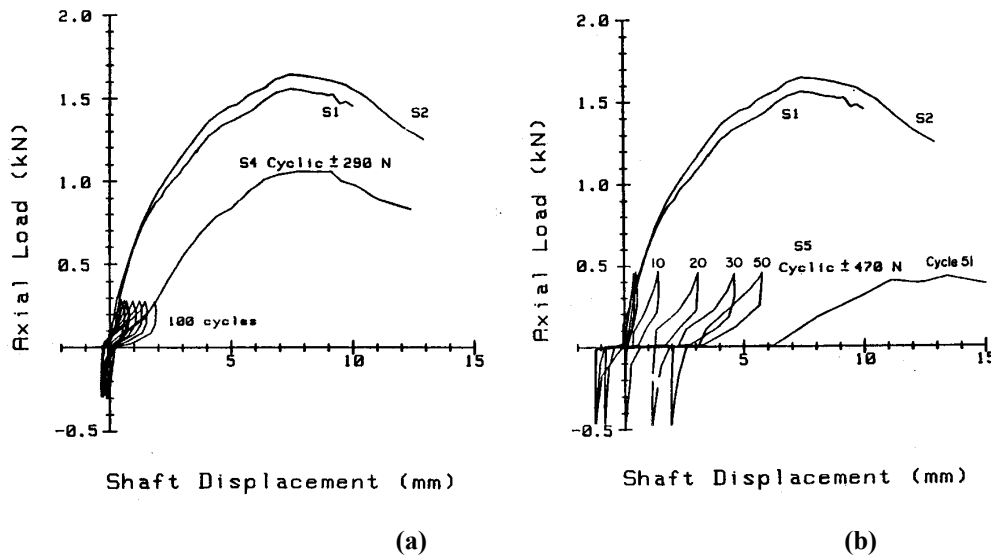 2.0
1.5
1.0
0.5
-0.5
Axial Load (kN)
S1
S2
S4 Cyclic ± 290 N
100 cycles
5
10
15
Shaft Displacement (mm)
(a)
2.0
1.5
1.0
0.5
-0.5
Axial Load (kN)
S1
S2
S5
Cyclic ± 470 N
Cycle 51
10
20
30
50
5
10
15
Shaft Displacement (mm)
(b)